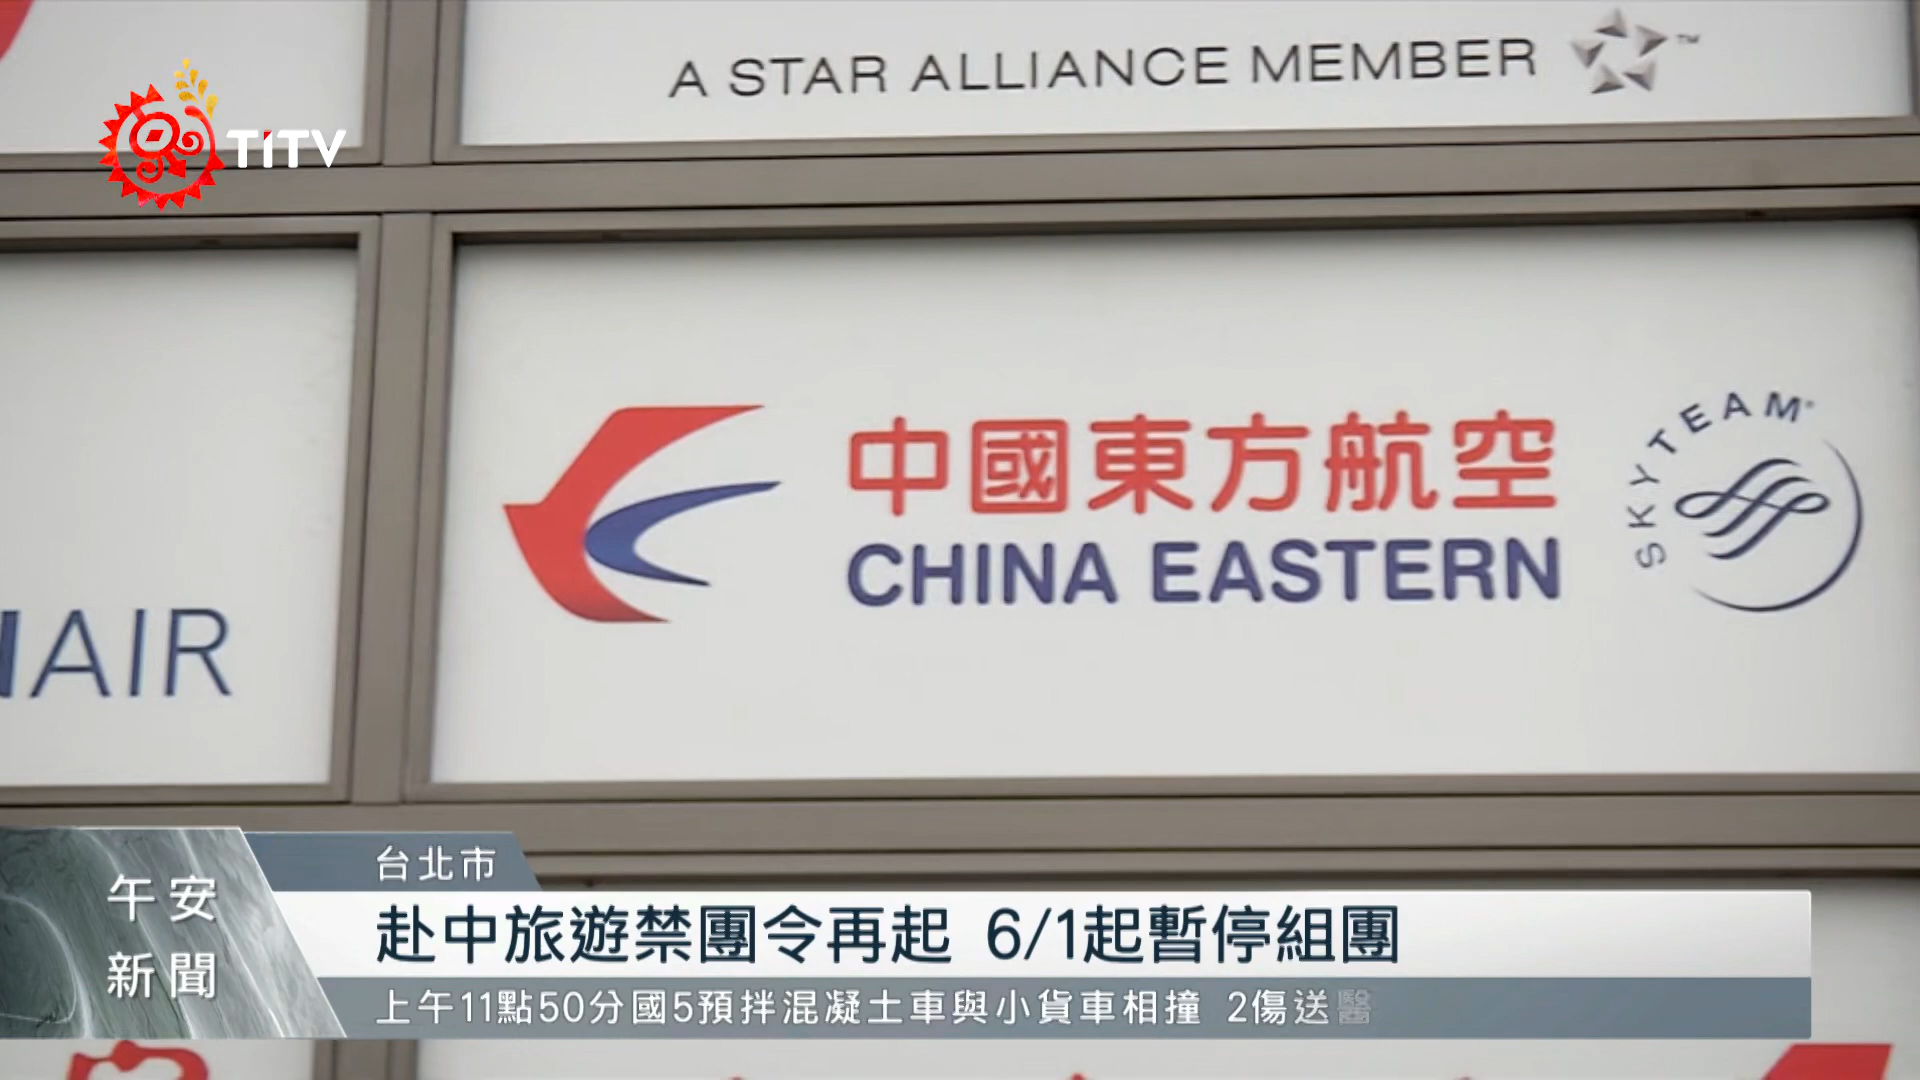 A STAR ALLIANCE MEMBER
TITV
中國東方航空
CHINA EASTERN
SKYTEAM
AIR
台北市
午安
新聞
赴中旅遊禁團令再起 6/1起暫停組團
上午11點50分國5預拌混凝土車與小貨車相撞 2傷送醫